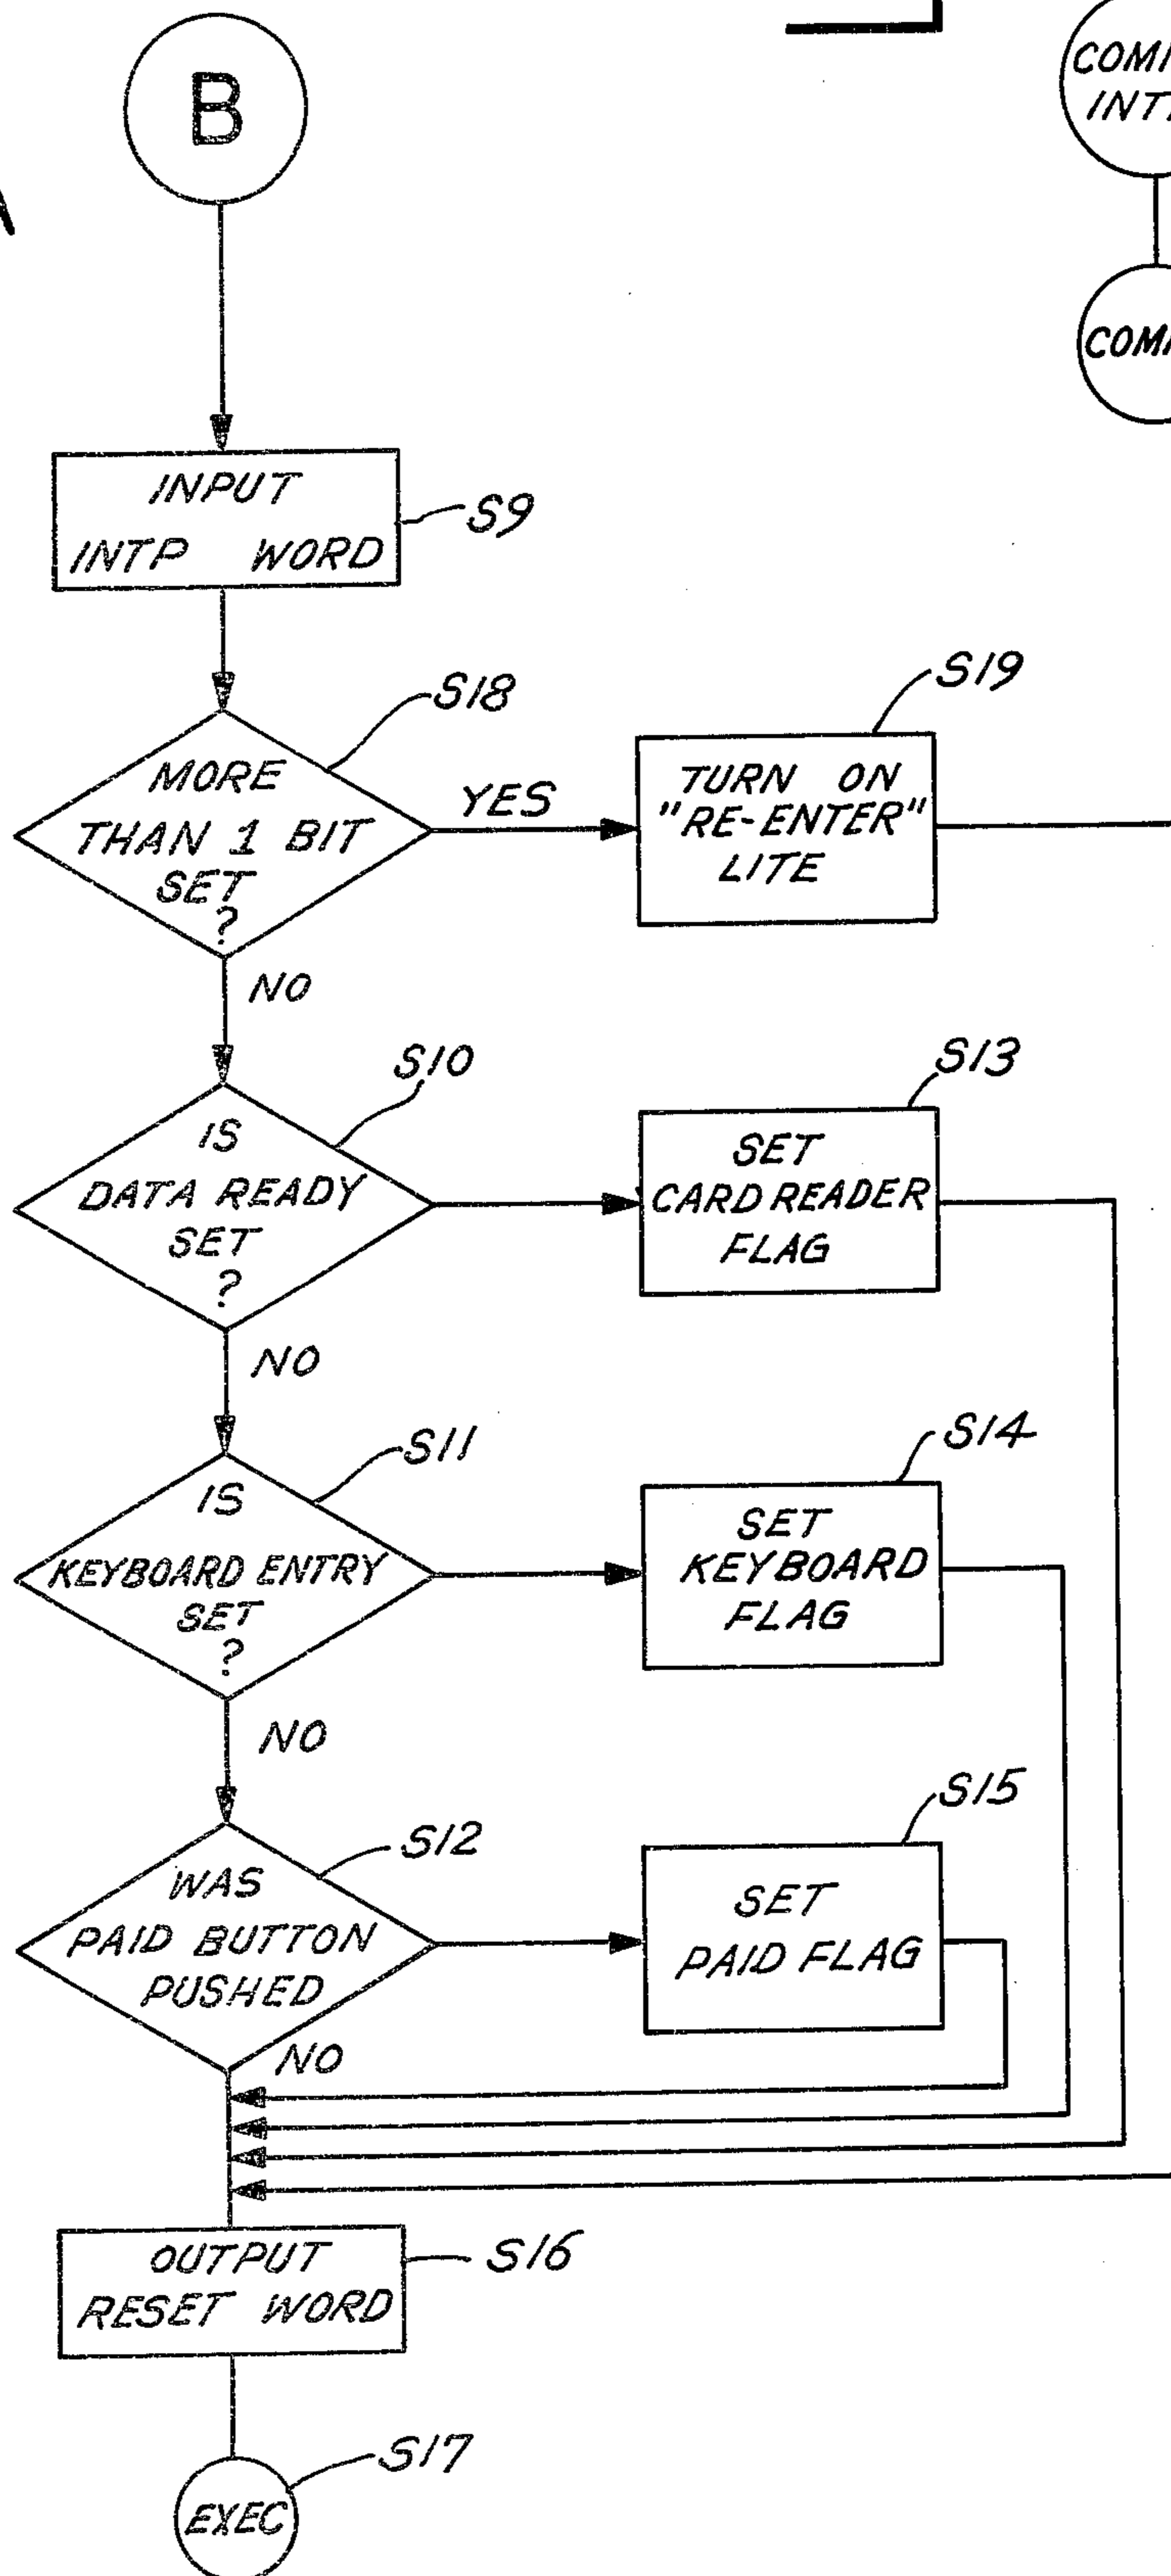 B
COM
INT
COM
INPUT
INTP WORD
S9
S18
MORE
THAN 1 BIT
SET
?
YES
S19
TURN ON
"RE-ENTER"
LITE
NO
S10
IS
DATA READY
SET
?
S13
SET
CARD READER
FLAG
NO
S11
IS
KEYBOARD ENTRY
SET
?
S14
SET
KEYBOARD
FLAG
NO
S12
WAS
PAID BUTTON
PUSHED
S15
SET
PAID FLAG
NO
OUTPUT
RESET WORD
S16
S17
EXEC